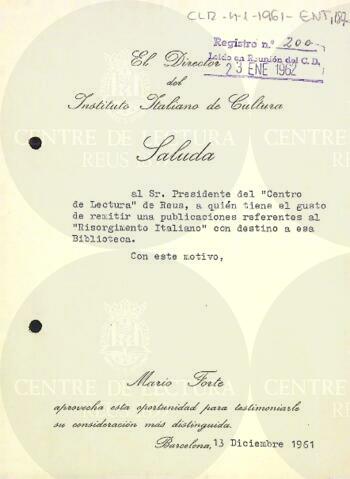 CLR-4-1-1961-ENT,187
Registro n.º 200
Leído en Reunión del C.D.
23 ENE 1962
El Director
del
Instituto Italiano de Cultura
CENTRE DE LECTURA
REUS
Saluda
al Sr. Presidente del "Centro
de Lectura" de Reus, a quién tiene el gusto
de remitir una publicaciones referentes al
"Risorgimento Italiano" con destino a esa
Biblioteca.
Con este motivo,
Mario Forte
CENTRE DE LECTURA
REUS
aprovecha esta oportunidad para testimoniarle
su consideración más distinguida.
Barcelona, 13 Diciembre 1961